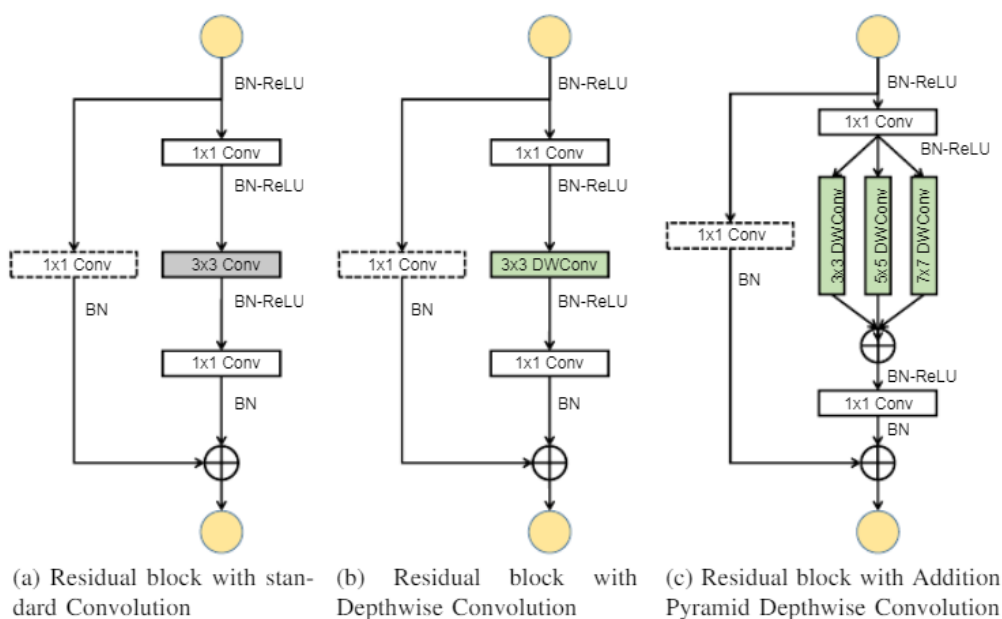 BN-ReLU
1x1 Conv
BN-ReLU
1x1 Conv
3x3 Conv
BN
BN-ReLU
1x1 Conv
BN
(a) Residual block with stan-
dard Convolution
BN-ReLU
1x1 Conv
BN-ReLU
1x1 Conv
3x3 DWConv
BN
BN-ReLU
1x1 Conv
BN
(b) Residual block with
Depthwise Convolution
BN-ReLU
1x1 Conv
BN-ReLU
1x1 Conv
3x3 DWConv
5x5 DWConv
7x7 DWConv
BN
BN-ReLU
1x1 Conv
BN
(c) Residual block with Addition
Pyramid Depthwise Convolution